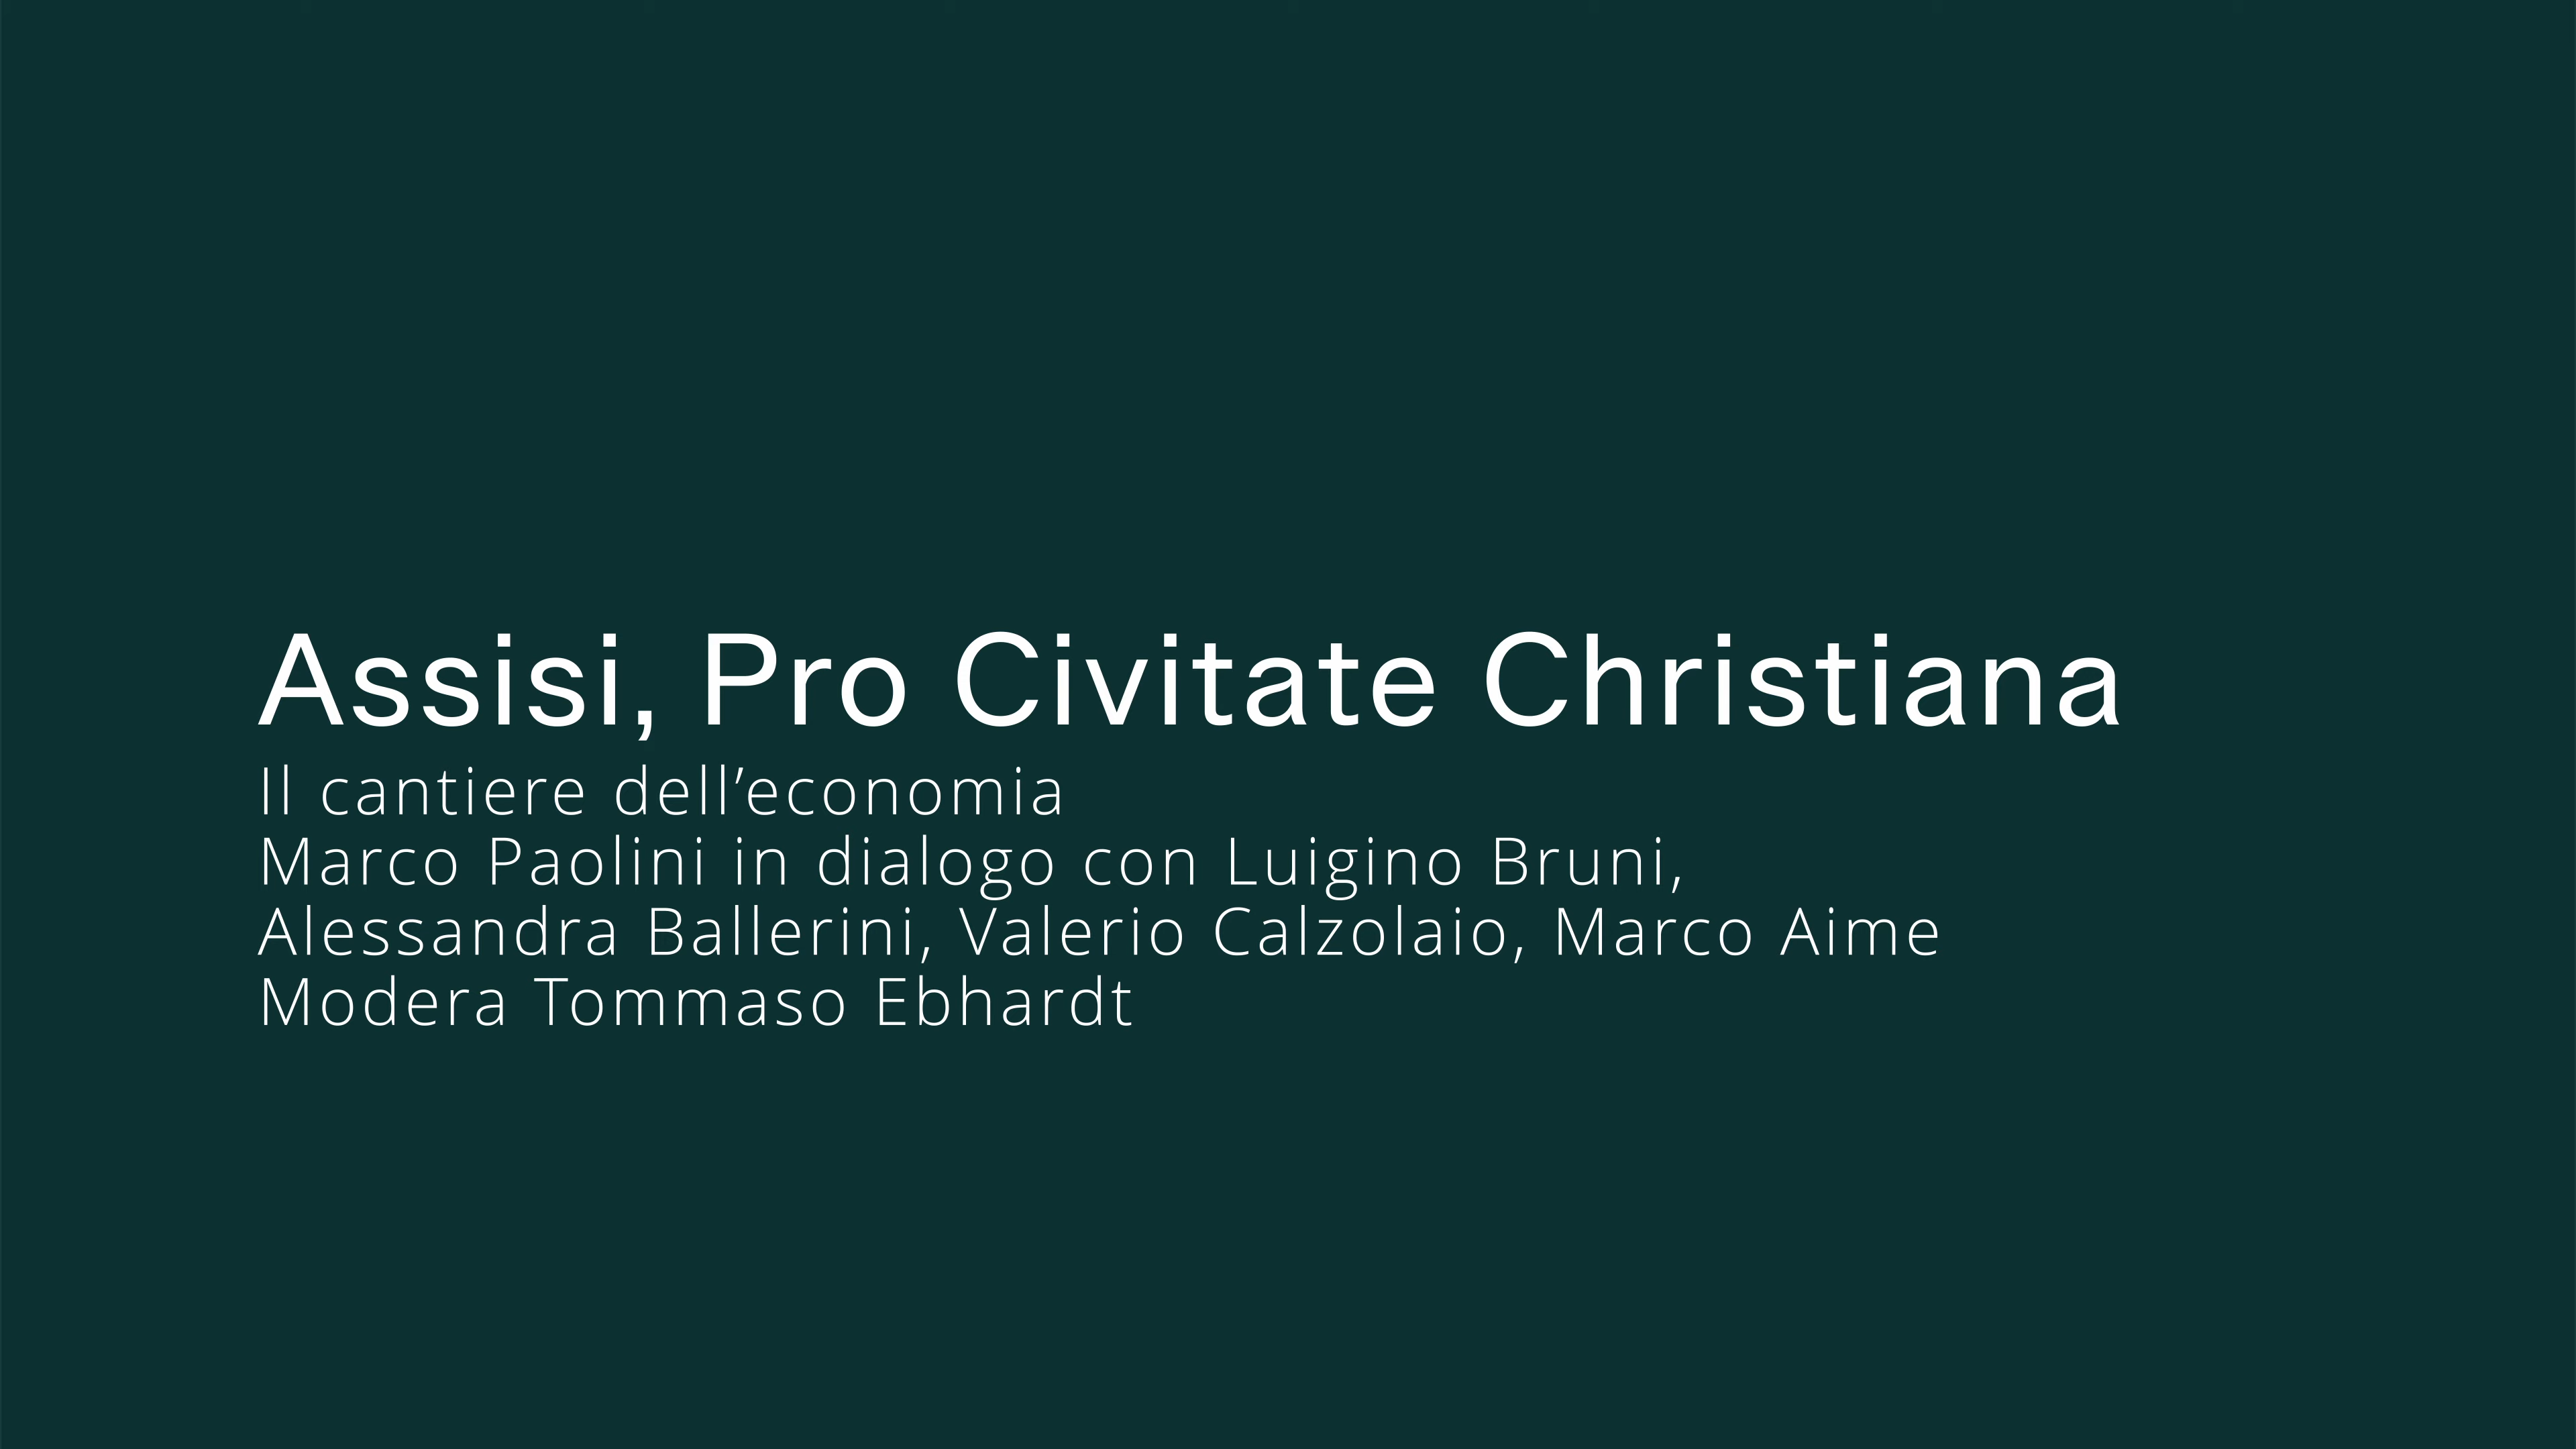 Assisi, Pro Civitate Christiana
Il cantiere dell’economia
Marco Paolini in dialogo con Luigino Bruni,
Alessandra Ballerini, Valerio Calzolaio, Marco Aime
Modera Tommaso Ebhardt